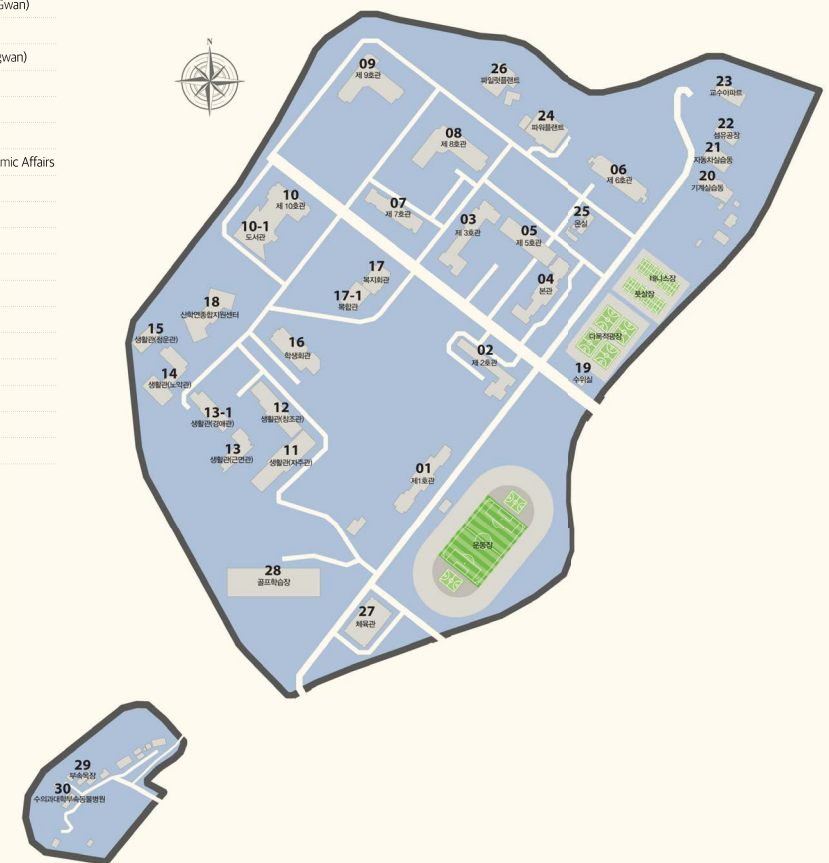 Gwan)
gwan)
mic Affairs
N
09
제 9호관
26
파일럿플랜트
23
교수아파트
24
파워플랜트
22
섬유공장
08
제 8호관
21
자동차실습동
06
제 6호관
20
기계실습동
10
제 10호관
07
제 7호관
03
제 3호관
25
온실
10-1
도서관
05
제 5호관
17
복지회관
04
본관
테니스장
17-1
복합관
풋살장
18
산학연종합지원센터
15
생활관(청운관)
16
학생회관
02
제 2호관
다목적광장
19
수위실
14
생활관(노악관)
13-1
생활관(경애관)
12
생활관(창조관)
13
생활관(근면관)
11
생활관(자주관)
01
제1호관
운동장
28
골프학습장
27
체육관
29
부속목장
30
수의과대학부속동물병원